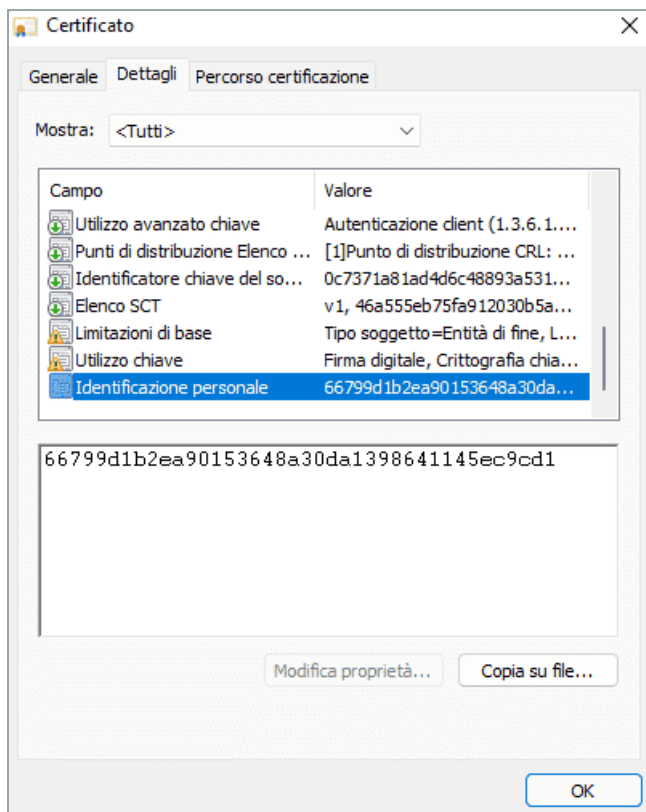 Certificato
Generale Dettagli Percorso certificazione
Mostra: <Tutti>
Campo Valore
Utilizzo avanzato chiave Autenticazione client (1.3.6.1....
Punti di distribuzione Elenco ... [1]Punto di distribuzione CRL: ...
Identificatore chiave del so... 0c7371a81ad4d6c48893a531...
Elenco SCT v1, 46a555eb75fa912030b5a...
Limitazioni di base Tipo soggetto=Entità di fine, L...
Utilizzo chiave Firma digitale, Crittografia chia...
Identificazione personale 66799d1b2ea90153648a30da...
66799d1b2ea90153648a30da1398641145ec9cd1
Modifica proprietà... Copia su file...
OK